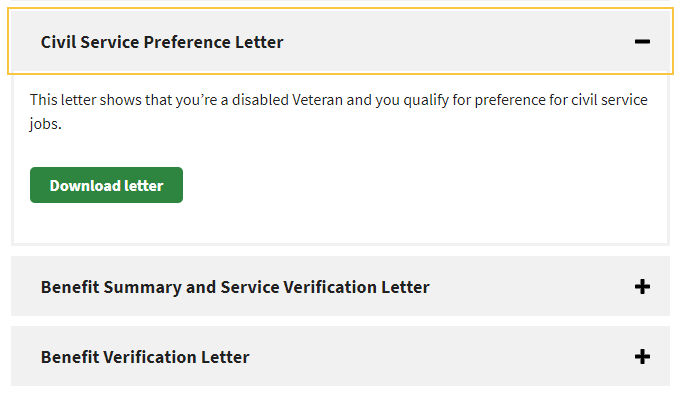 Civil Service Preference Letter
This letter shows that you’re a disabled Veteran and you qualify for preference for civil service
jobs.
Download letter
Benefit Summary and Service Verification Letter
Benefit Verification Letter